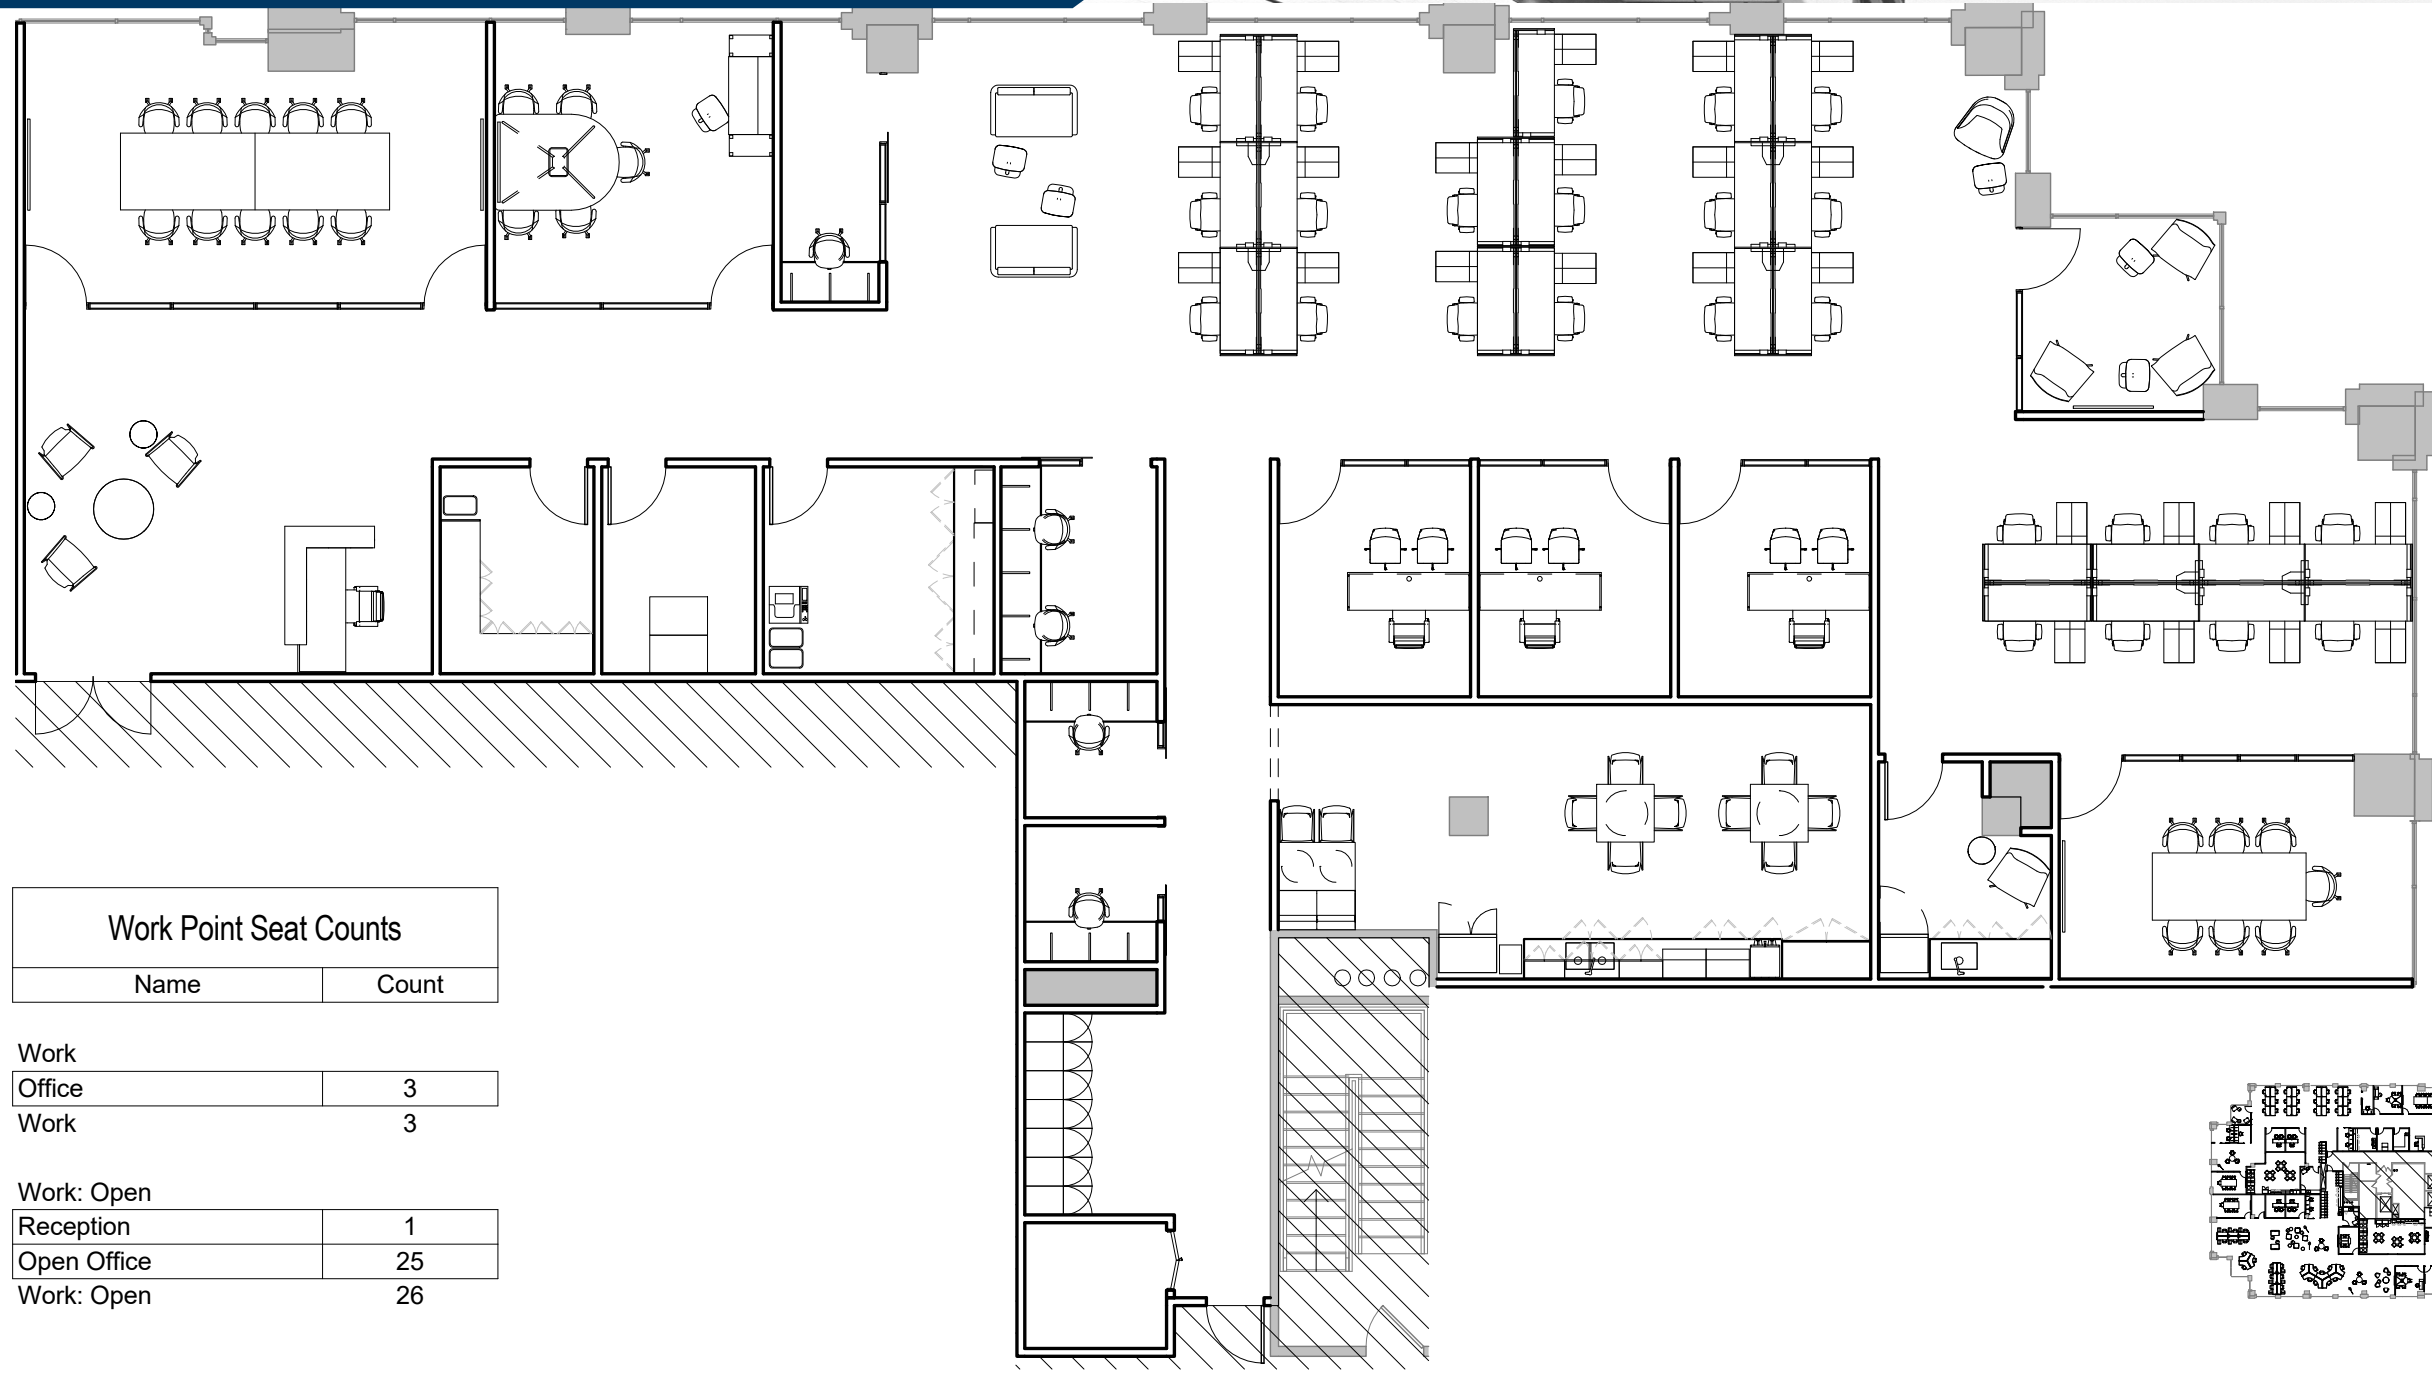 Work Point Seat Counts
Name Count
Work
Office 3
Work 3
Work: Open
Reception 1
Open Office 25
Work: Open 26